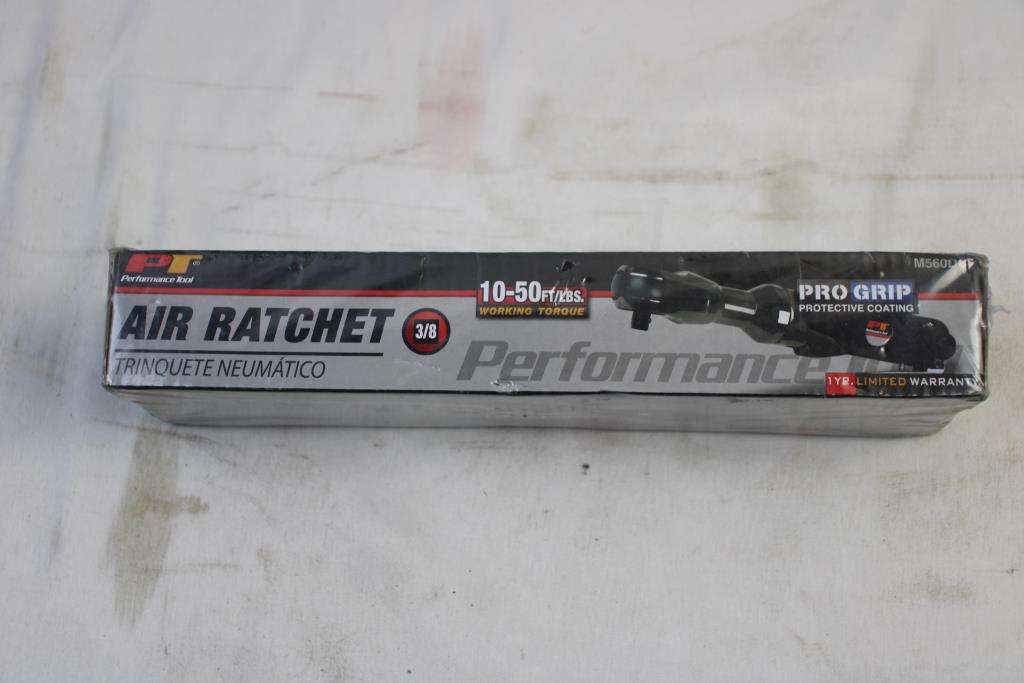 PT®
Performance Tool
M560D
AIR RATCHET 3/8
TRINQUETE NEUMÁTICO
10-50 FT/LBS.
WORKING TORQUE
PRO GRIP
PROTECTIVE COATING
PT
Performance
1 YR. LIMITED WARRANTY